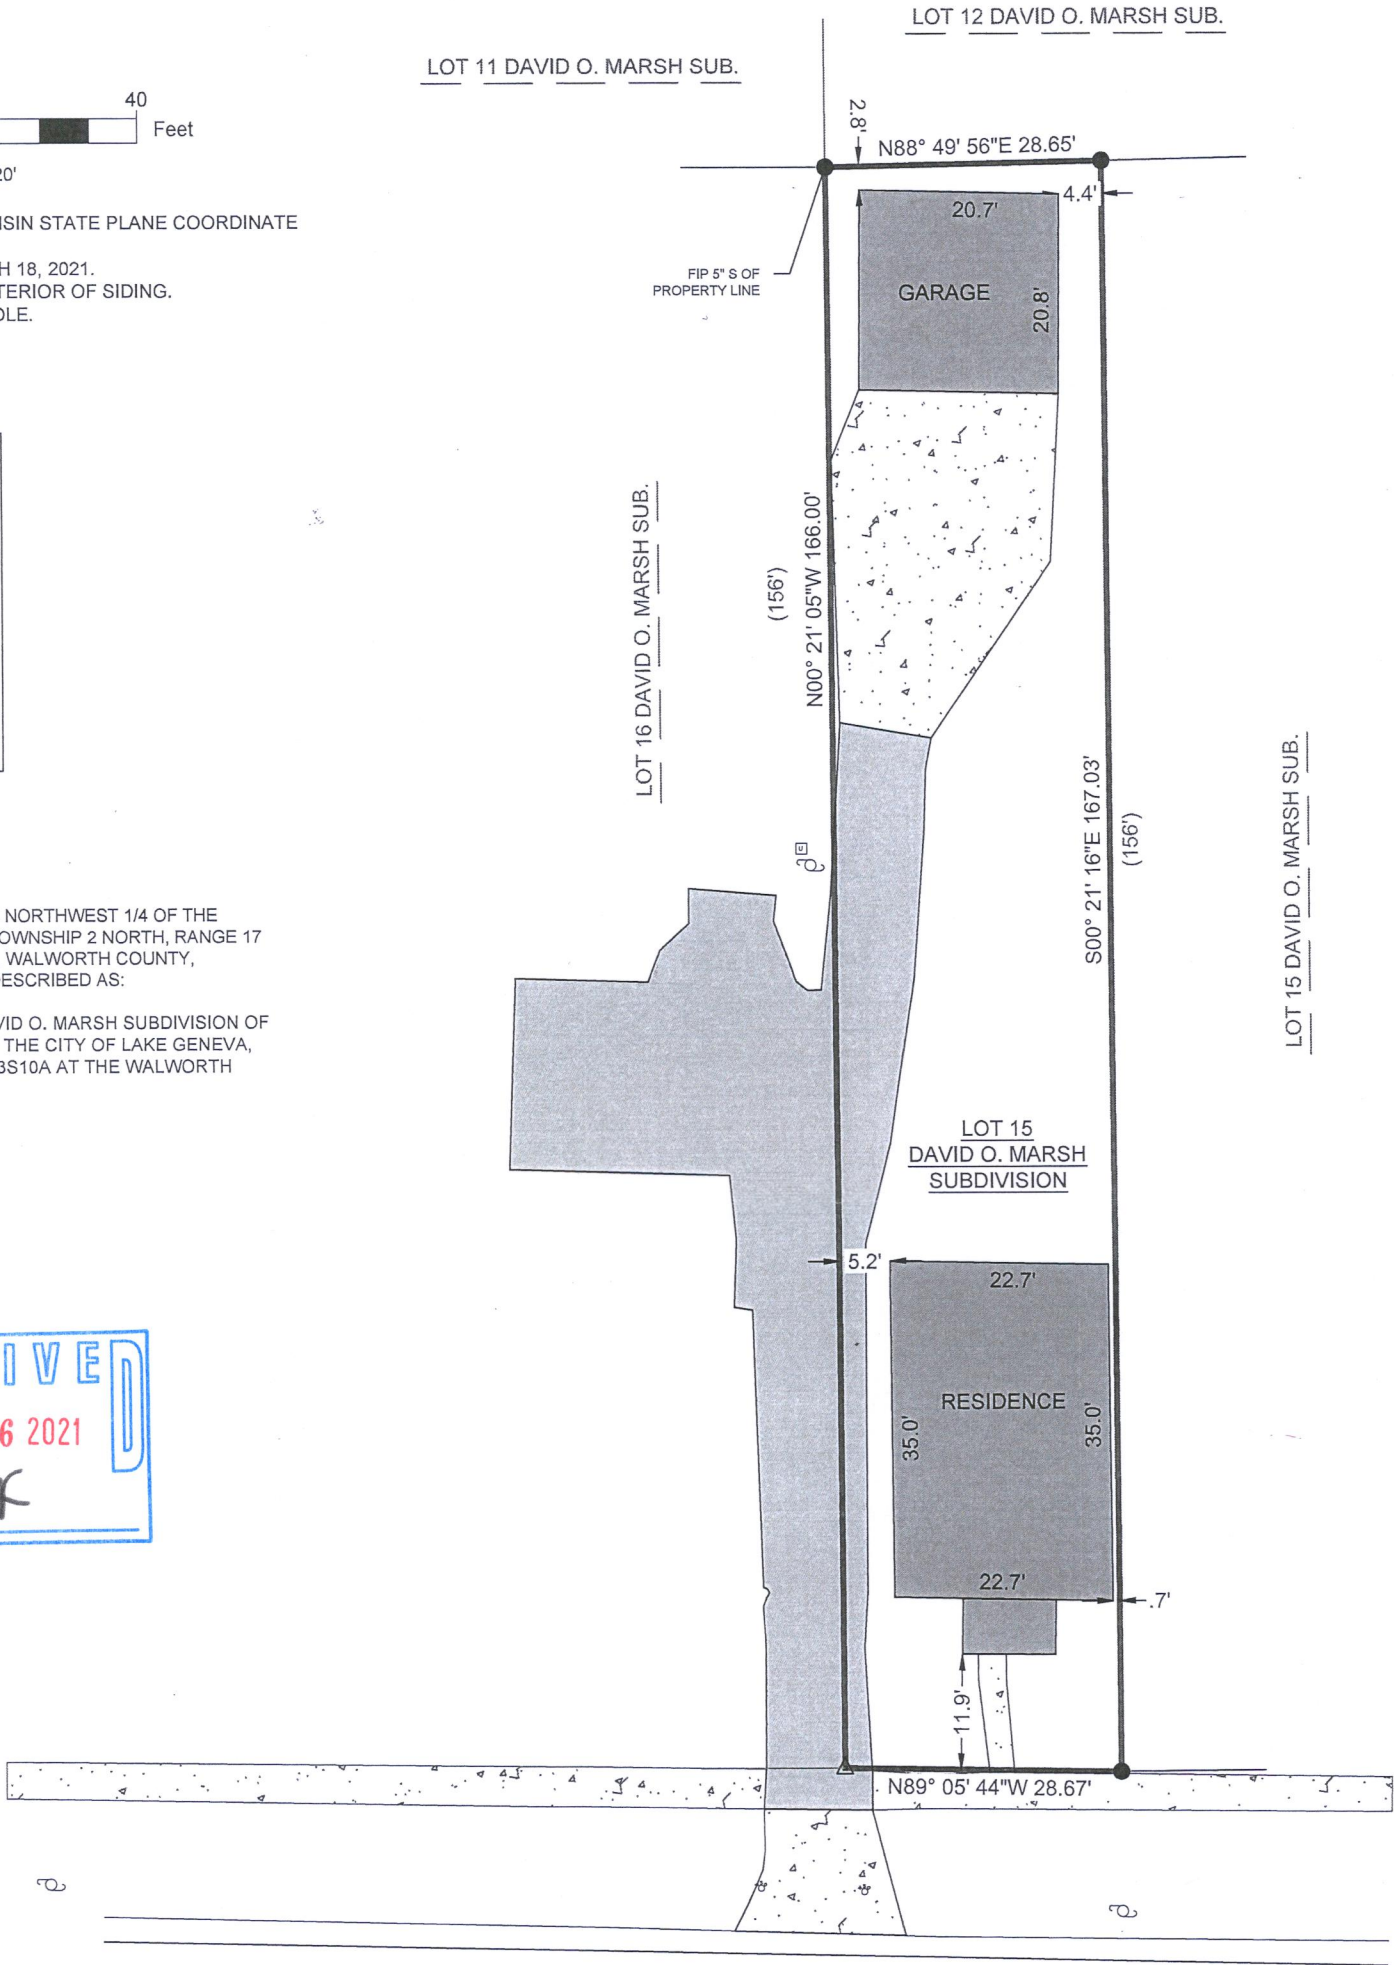 LOT 12 DAVID O. MARSH SUB.
LOT 11 DAVID O. MARSH SUB.
40
Feet
20'
2.8'
N88° 49' 56"E 28.65'
4.4'
20.7'
SIN STATE PLANE COORDINATE
H 18, 2021.
TERIOR OF SIDING.
OLE.
FIP 5" S OF
PROPERTY LINE
GARAGE
20.8'
LOT 16 DAVID O. MARSH SUB.
(156')
N00° 21' 05"W 166.00'
S00° 21' 16"E 167.03'
(156')
LOT 15 DAVID O. MARSH SUB.
NORTHWEST 1/4 OF THE
OWNSHIP 2 NORTH, RANGE 17
WALWORTH COUNTY,
DESCRIBED AS:
VID O. MARSH SUBDIVISION OF
THE CITY OF LAKE GENEVA,
3S10A AT THE WALWORTH
LOT 15
DAVID O. MARSH
SUBDIVISION
5.2'
22.7'
RESIDENCE
35.0'
35.0'
22.7'
.7'
IVED
6 2021
11.9'
N89° 05' 44"W 28.67'